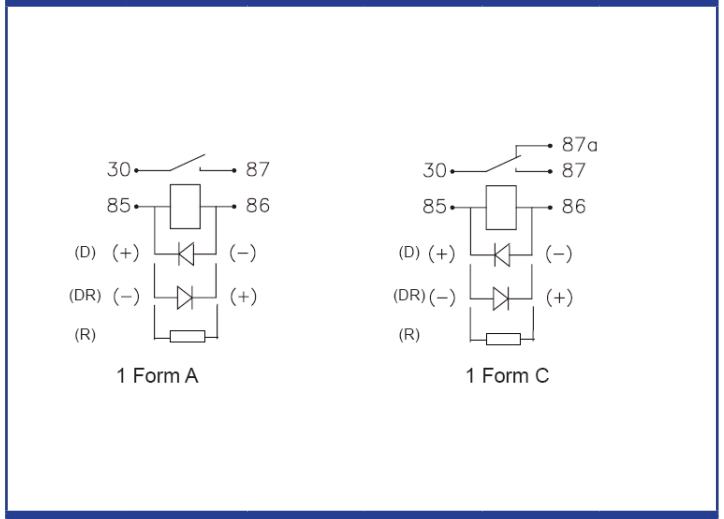 87a
30 87 30 87
85 86 85 86
(D) (+) (−) (D) (+) (−)
(DR) (−) (+) (DR) (−) (+)
(R) (R)
1 Form A 1 Form C